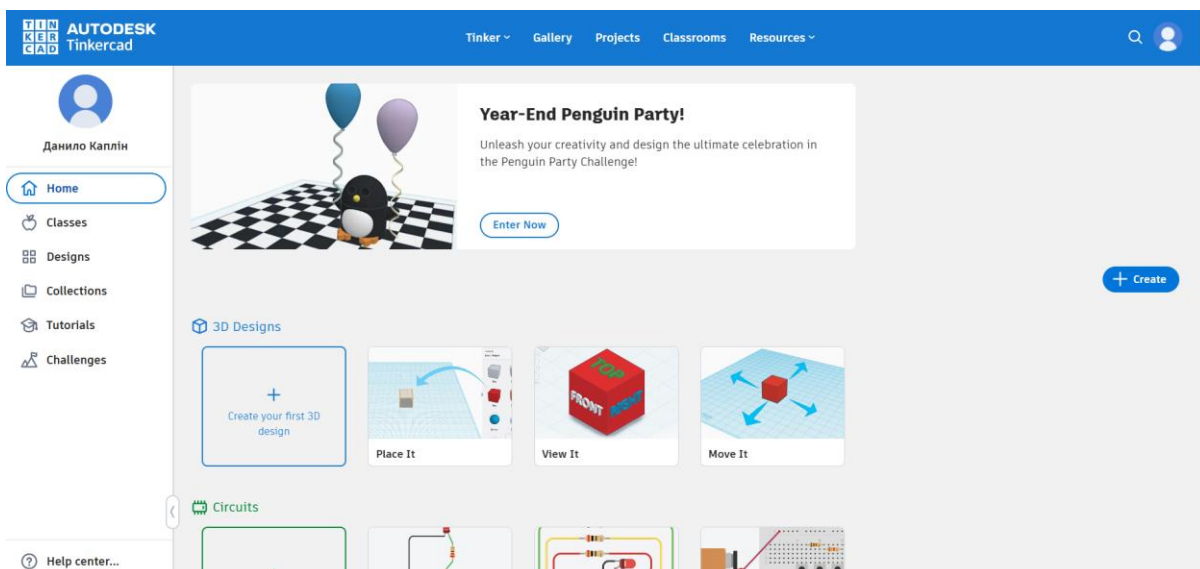 TIN
KER
CAD
AUTODESK
Tinkercad
Tinker
Gallery
Projects
Classrooms
Resources
Данило Каплін
Home
Classes
Designs
Collections
Tutorials
Challenges
Help center...
Year-End Penguin Party!
Unleash your creativity and design the ultimate celebration in
the Penguin Party Challenge!
Enter Now
+ Create
3D Designs
+
Create your first 3D
design
Place It
TOP
FRONT
RIGHT
View It
Move It
Circuits